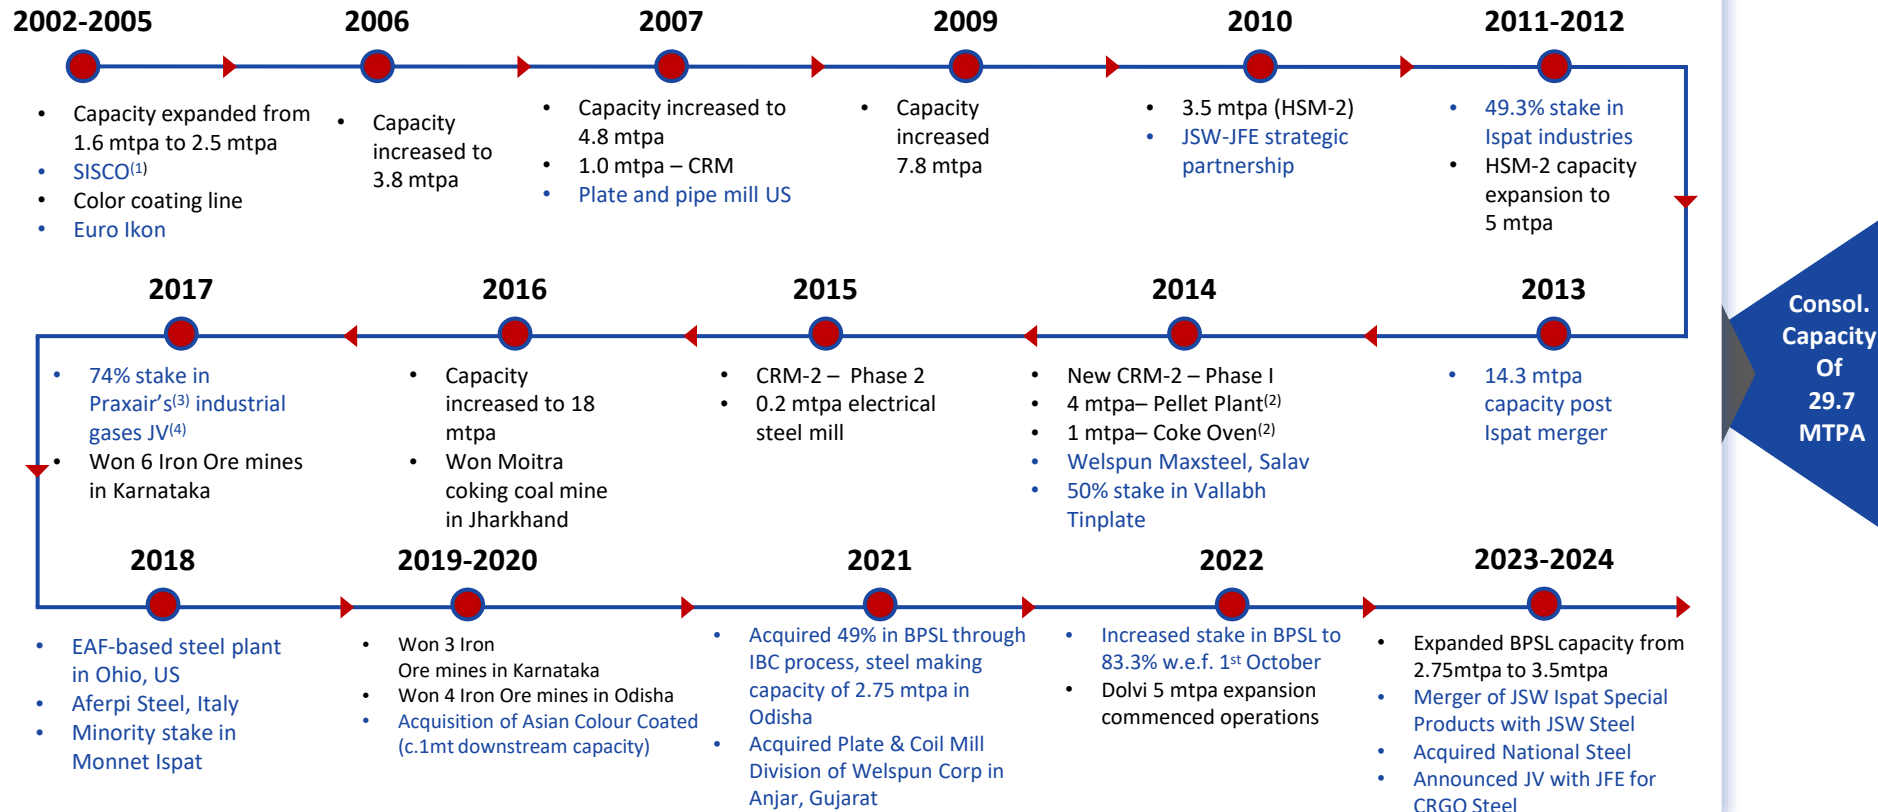 2002-2005
• Capacity expanded from
1.6 mtpa to 2.5 mtpa
• SISCO(1)
• Color coating line
• Euro Ikon
2006
• Capacity
increased to
3.8 mtpa
2007
• Capacity increased to
4.8 mtpa
• 1.0 mtpa – CRM
• Plate and pipe mill US
2009
• Capacity
increased
7.8 mtpa
2010
• 3.5 mtpa (HSM-2)
• JSW-JFE strategic
partnership
2011-2012
• 49.3% stake in
Ispat industries
• HSM-2 capacity
expansion to
5 mtpa
2013
• 14.3 mtpa
capacity post
Ispat merger
2014
• New CRM-2 – Phase I
• 4 mtpa– Pellet Plant(2)
• 1 mtpa– Coke Oven(2)
• Welspun Maxsteel, Salav
• 50% stake in Vallabh
Tinplate
2015
• CRM-2 – Phase 2
• 0.2 mtpa electrical
steel mill
2016
• Capacity
increased to 18
mtpa
• Won Moitra
coking coal mine
in Jharkhand
2017
• 74% stake in
Praxair’s(3) industrial
gases JV(4)
• Won 6 Iron Ore mines
in Karnataka
2018
• EAF-based steel plant
in Ohio, US
• Aferpi Steel, Italy
• Minority stake in
Monnet Ispat
2019-2020
• Won 3 Iron
Ore mines in Karnataka
• Won 4 Iron Ore mines in Odisha
• Acquisition of Asian Colour Coated
(c.1mt downstream capacity)
2021
• Acquired 49% in BPSL through
IBC process, steel making
capacity of 2.75 mtpa in
Odisha
• Acquired Plate & Coil Mill
Division of Welspun Corp in
Anjar, Gujarat
2022
• Increased stake in BPSL to
83.3% w.e.f. 1st October
• Dolvi 5 mtpa expansion
commenced operations
2023-2024
• Expanded BPSL capacity from
2.75mtpa to 3.5mtpa
• Merger of JSW Ispat Special
Products with JSW Steel
• Acquired National Steel
• Announced JV with JFE for
CRGO Steel
Consol.
Capacity
Of
29.7
MTPA